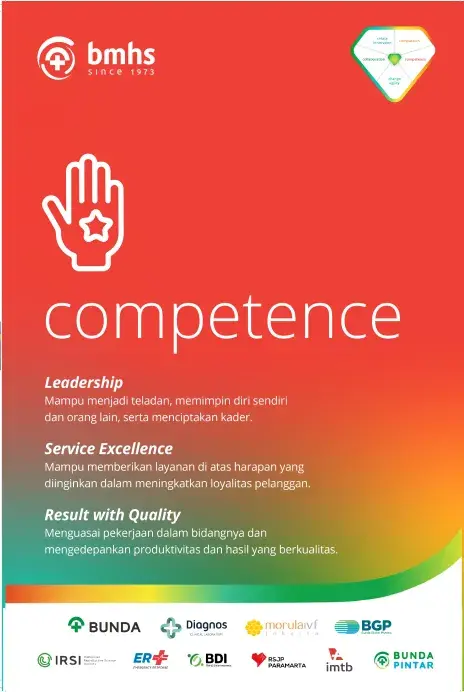 bmhs
since 1973
competence
Leadership
Mampu menjadi teladan, memimpin diri sendiri
dan orang lain, serta menciptakan kader.
Service Excellence
Mampu memberikan layanan di atas harapan yang
diinginkan dalam meningkatkan loyalitas pelanggan.
Result with Quality
Menguasai pekerjaan dalam bidangnya dan
mengedepankan produktivitas dan hasil yang berkualitas.
BUNDA
Diagnos
morulaivf
jakarta
BGP
IRSI
ER
BDI
RSJP
PARAMARTA
imtb
BUNDA
PINTAR